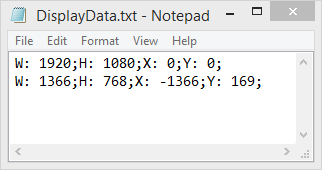 DisplayData.txt - Notepad
File Edit Format View Help
W: 1920;H: 1080;X: 0;Y: 0;
W: 1366;H: 768;X: -1366;Y: 169;